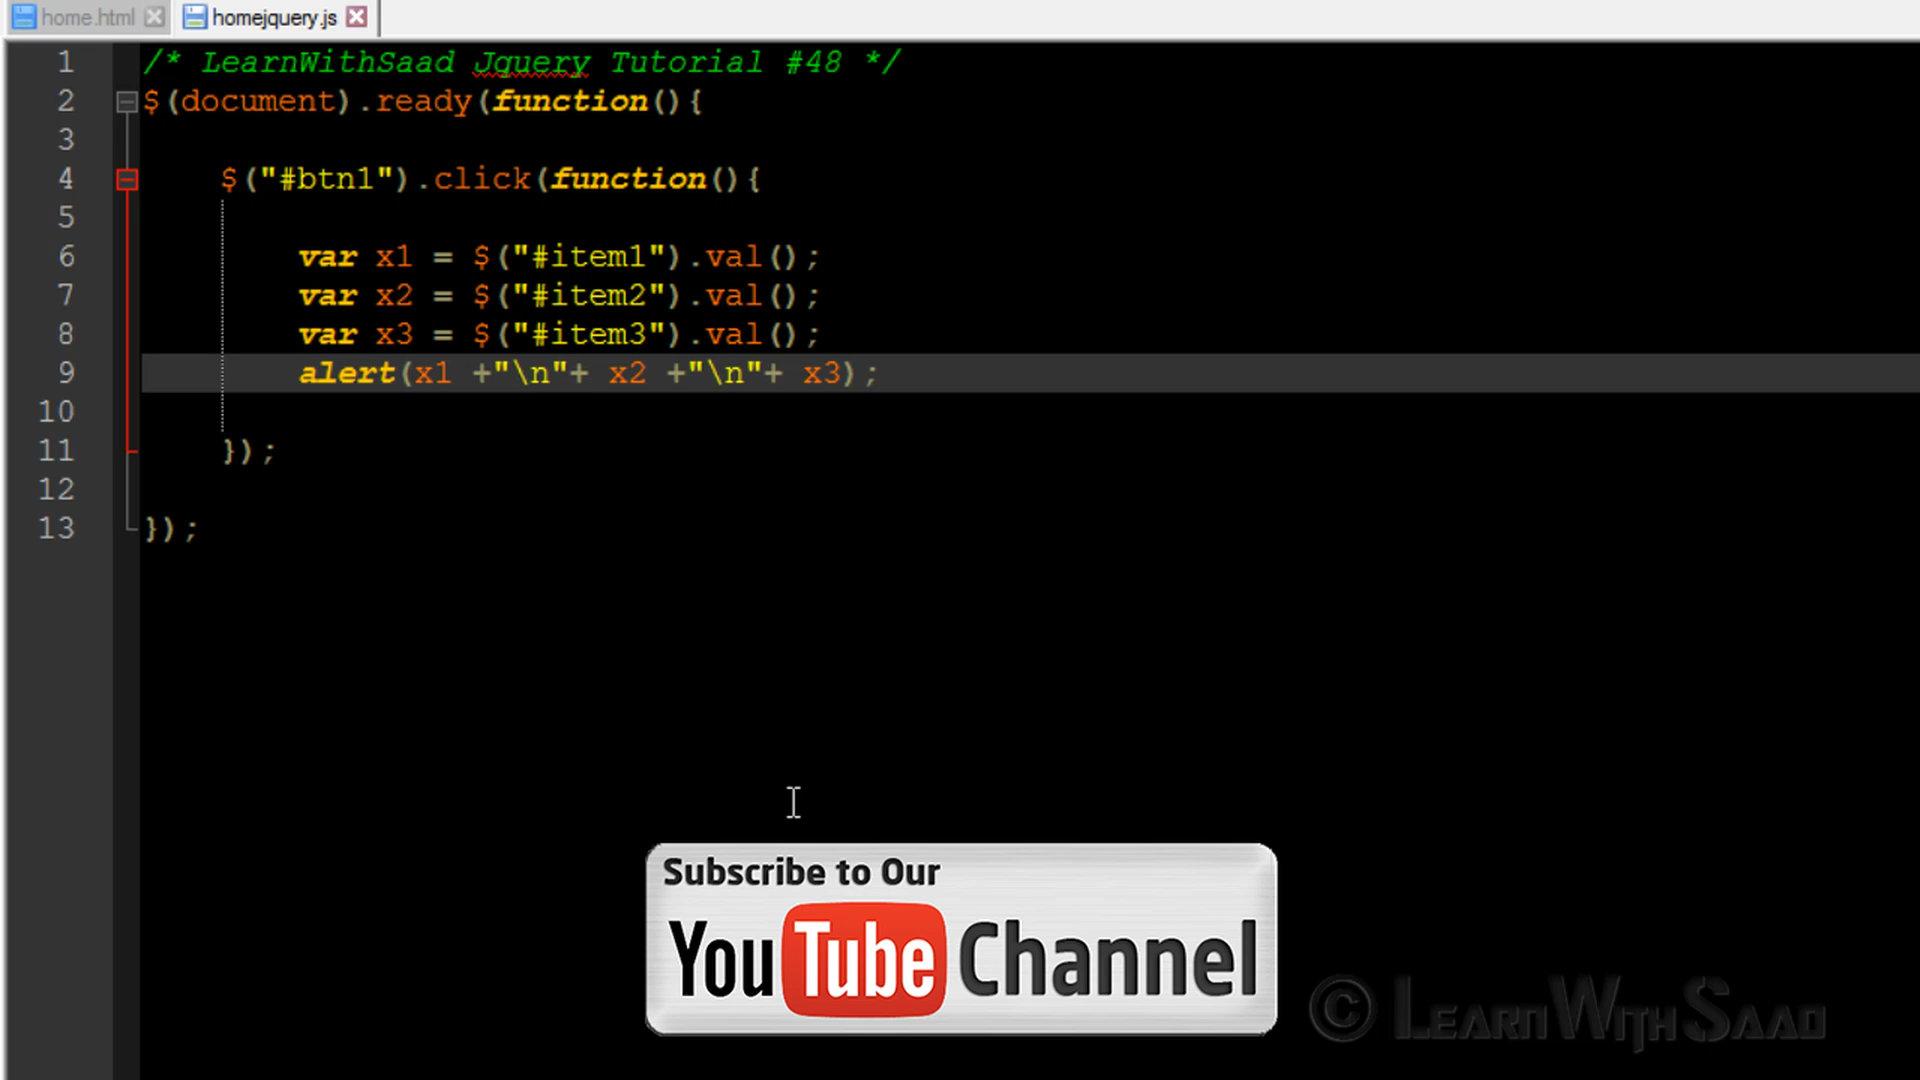 home.html homejquery.js
1 /* LearnWithSaad Jquery Tutorial #48 */
2 $(document).ready(function(){
3
4 $("#btn1").click(function(){
5
6 var x1 = $("#item1").val();
7 var x2 = $("#item2").val();
8 var x3 = $("#item3").val();
9 alert(x1 +"\n"+ x2 +"\n"+ x3);
10
11 });
12
13 });
Subscribe to Our
YouTube Channel
© LearnWithSaad